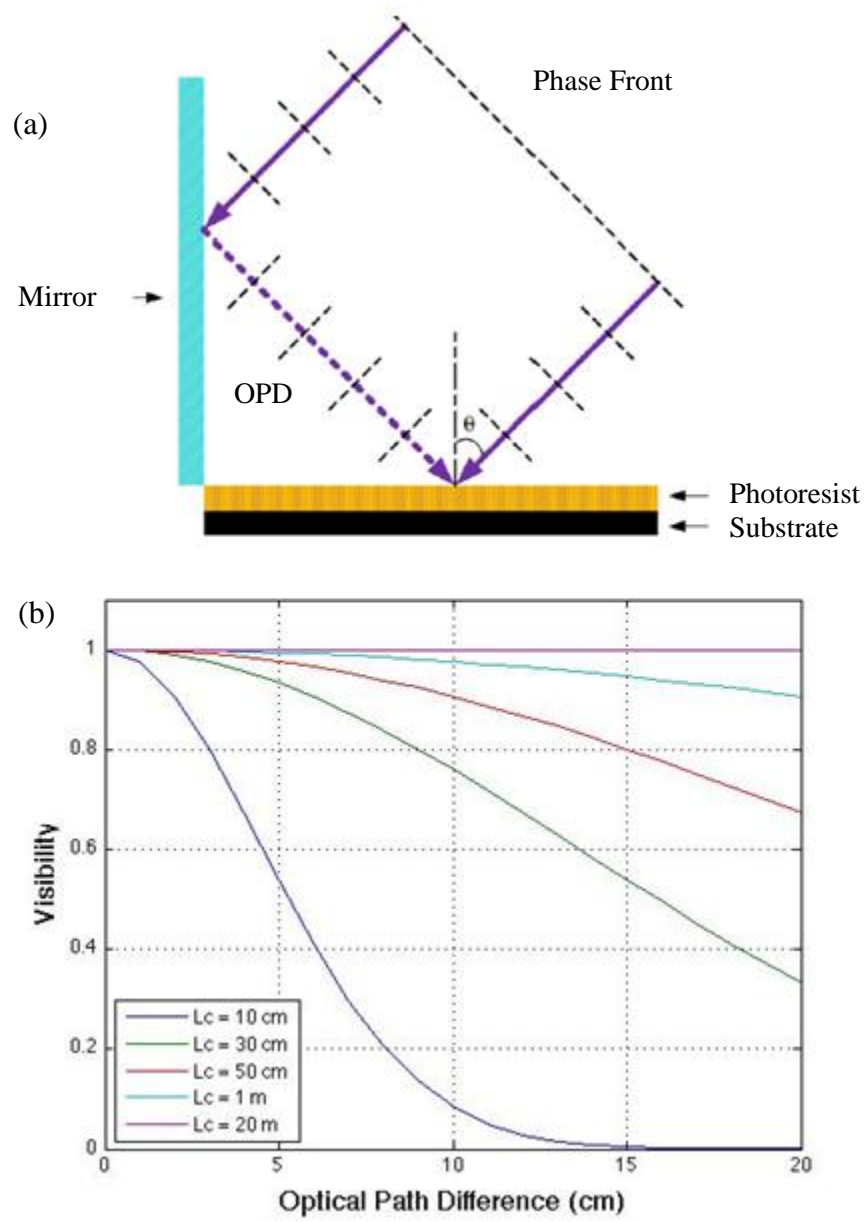 (a)
Phase Front
Mirror
OPD
θ
Photoresist
Substrate
(b)
1
0.8
0.6
0.4
0.2
0
Visibility
Lc = 10 cm
Lc = 30 cm
Lc = 50 cm
Lc = 1 m
Lc = 20 m
0 5 10 15 20
Optical Path Difference (cm)